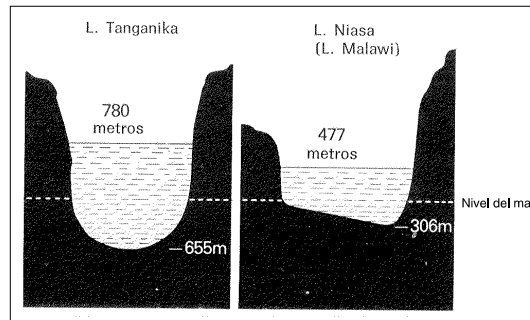 L. Tanganika
780
metros
—655m
L. Niasa
(L. Malawi)
477
metros
—306m
Nivel del ma